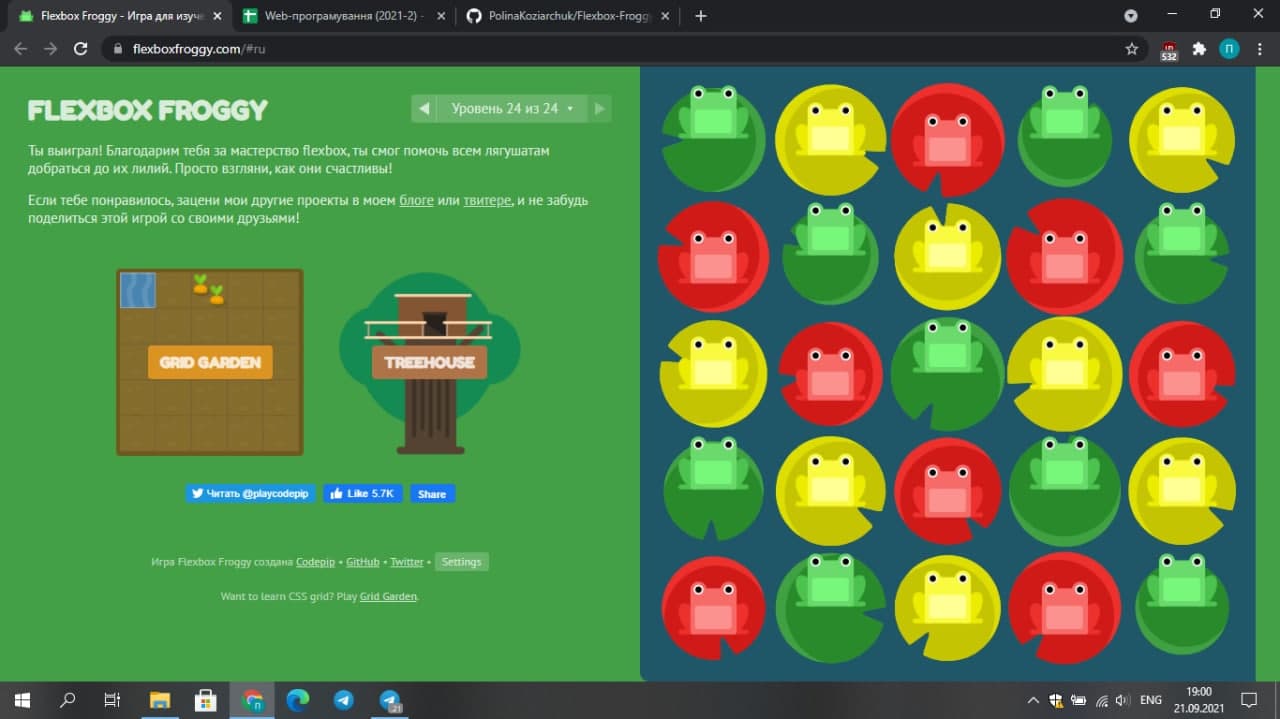 Flexbox Froggy - Игра для изуче
Web-програмування (2021-2) -
PolinaKoziarchuk/Flexbox-Froggy
flexboxfroggy.com/#ru
532
П
FLEXBOX FROGGY
Уровень 24 из 24
Ты выиграл! Благодарим тебя за мастерство flexbox, ты смог помочь всем лягушатам
добраться до их лилий. Просто взгляни, как они счастливы!
Если тебе понравилось, зацени мои другие проекты в моем блоге или твитере, и не забудь
поделиться этой игрой со своими друзьями!
GRID GARDEN
TREEHOUSE
Читать @playcodepip
Like 5.7K
Share
Игра Flexbox Froggy создана Codepip • GitHub • Twitter • Settings
Want to learn CSS grid? Play Grid Garden.
П
21
ENG
19:00
21.09.2021